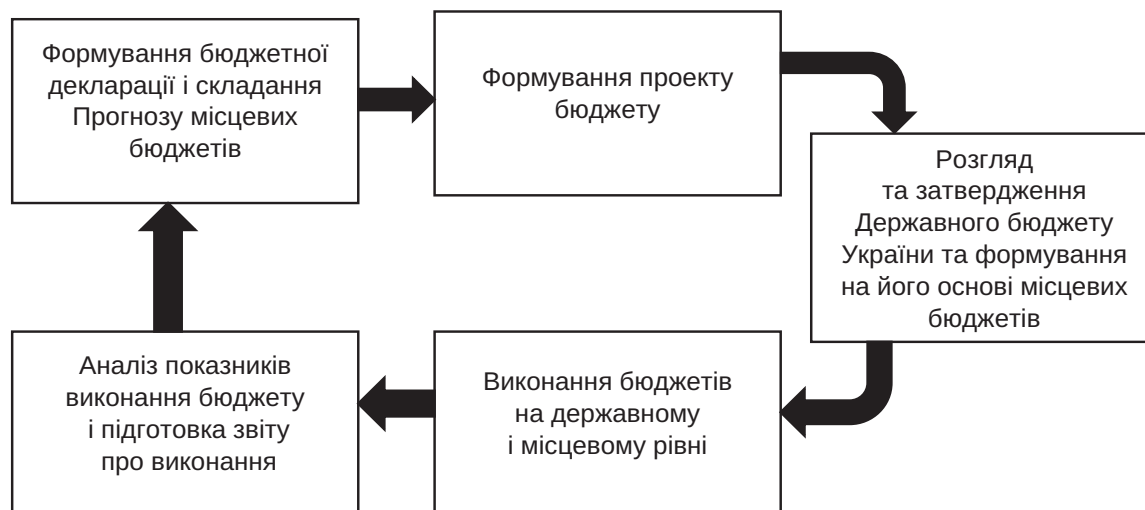 Формування бюджетної
декларації і складання
Прогнозу місцевих
бюджетів
Формування проекту
бюджету
Розгляд
та затвердження
Державного бюджету
України та формування
на його основі місцевих
бюджетів
Виконання бюджетів
на державному
і місцевому рівні
Аналіз показників
виконання бюджету
і підготовка звіту
про виконання